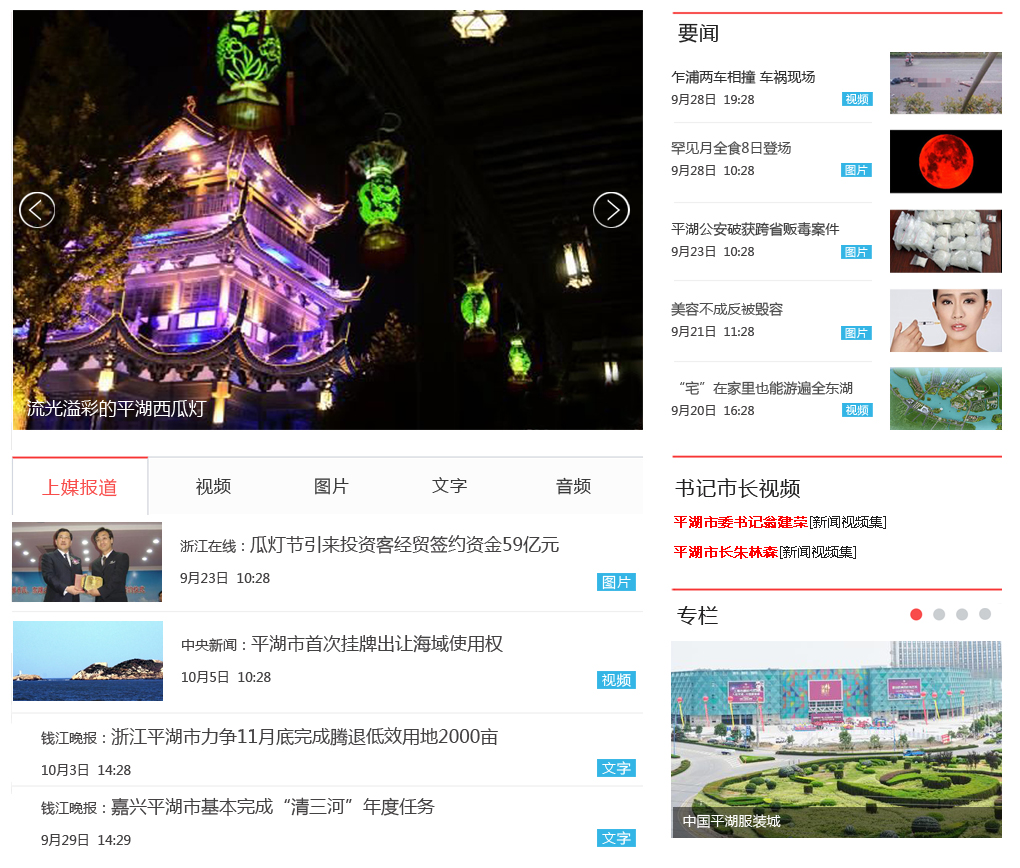 流光溢彩的平湖西瓜灯
要闻
乍浦两车相撞 车祸现场
9月28日 19:28
视频
罕见月全食8日登场
9月28日 10:28
图片
平湖公安破获跨省贩毒案件
9月23日 10:28
图片
美容不成反被毁容
9月21日 11:28
图片
“宅”在家里也能游遍全东湖
9月20日 16:28
视频
上媒报道 视频 图片 文字 音频
浙江在线：瓜灯节引来投资客经贸签约资金59亿元
9月23日 10:28
图片
中央新闻：平湖市首次挂牌出让海域使用权
10月5日 10:28
视频
钱江晚报：浙江平湖市力争11月底完成腾退低效用地2000亩
10月3日 14:28
文字
钱江晚报：嘉兴平湖市基本完成“清三河”年度任务
9月29日 14:29
文字
书记市长视频
平湖市委书记翁建荣[新闻视频集]
平湖市长朱林森[新闻视频集]
专栏
中国平湖服装城